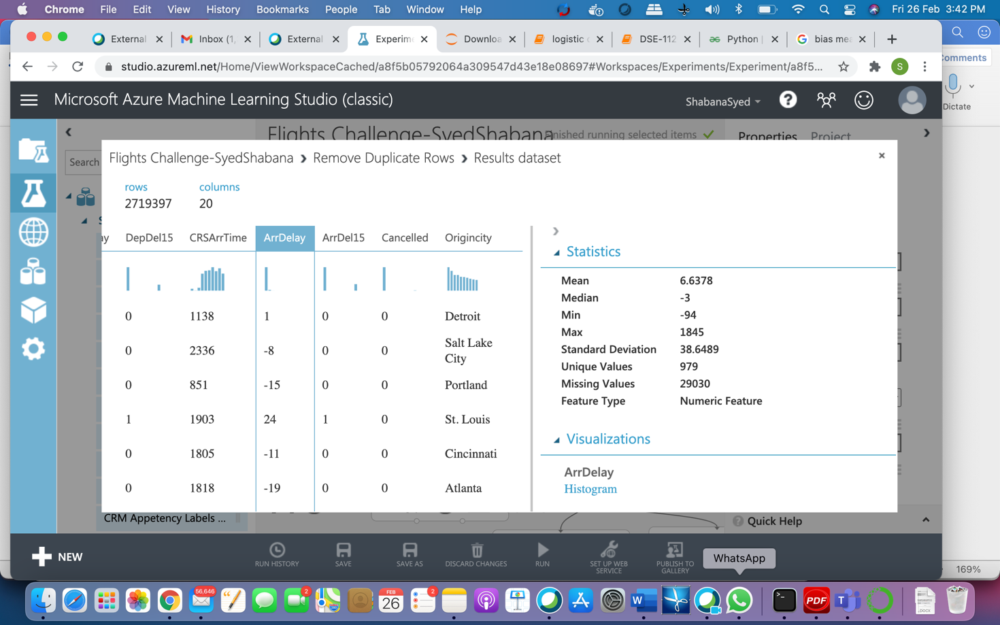 Chrome File Edit View History Bookmarks People Tab Window Help Fri 26 Feb 3:42 PM
External Inbox (1, External Experim Downloa logistic DSE-112 Python bias mea
studio.azureml.net/Home/ViewWorkspaceCached/a8f5b05792064a309547d43e18e08697#Workspaces/Experiments/Experiment/a8f5... S
omments
Dictate
Microsoft Azure Machine Learning Studio (classic) ShabanaSyed
Flights Challenge-SyedShabana inished running selected items Properties Project
Search
Flights Challenge-SyedShabana > Remove Duplicate Rows > Results dataset
rows columns
2719397 20
ay DepDel15 CRSArrTime ArrDelay ArrDel15 Cancelled Origincity
0 1138 1 0 0 Detroit
0 2336 -8 0 0 Salt Lake
City
0 851 -15 0 0 Portland
1 1903 24 1 0 St. Louis
0 1805 -11 0 0 Cincinnati
0 1818 -19 0 0 Atlanta
Statistics
Mean 6.6378
Median -3
Min -94
Max 1845
Standard Deviation 38.6489
Unique Values 979
Missing Values 29030
Feature Type Numeric Feature
Visualizations
ArrDelay
Histogram
CRM Appetency Labels ...
Quick Help
NEW
RUN HISTORY SAVE SAVE AS DISCARD CHANGES RUN SET UP WEB
SERVICE PUBLISH TO
GALLERY
WhatsApp
169%
56,646 2 FEB
26 2 W >_ PDF T .DOCX